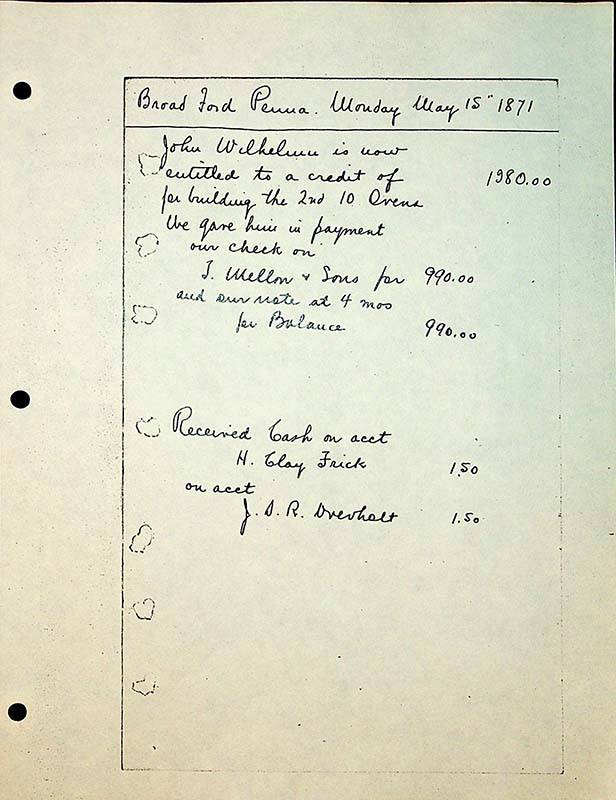 Broad Ford Penna. Monday May 15" 1871
John Wilhelm is now
entitled to a credit of 1980.00
for building the 2nd 10 Ovens
We gave him in payment
our check on
T. Mellon & Sons for 990.00
and our note at 4 mos
for Balance 990.00
Received Cash on acct
H. Clay Frick 1.50
on acct
J. S. R. Overholt 1.50